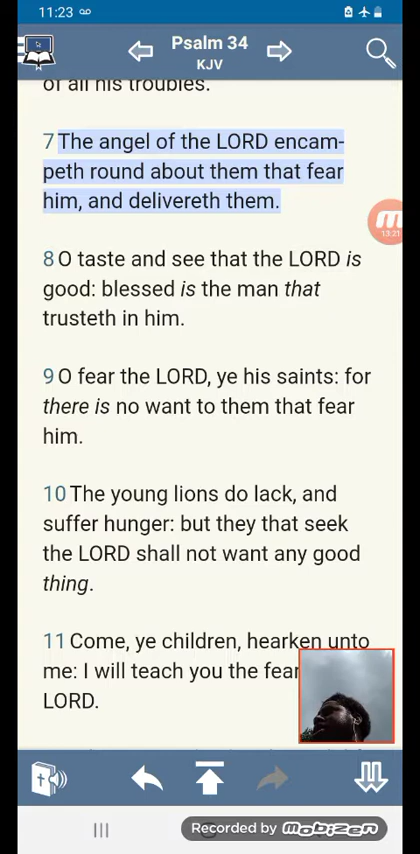 11:23
Psalm 34
KJV
of all his troubles.
7 The angel of the LORD encam-
peth round about them that fear
him, and delivereth them.
13:21
8 O taste and see that the LORD is
good: blessed is the man that
trusteth in him.
9 O fear the LORD, ye his saints: for
there is no want to them that fear
him.
10 The young lions do lack, and
suffer hunger: but they that seek
the LORD shall not want any good
thing.
11 Come, ye children, hearken unto
me: I will teach you the fear
LORD.
Recorded by mobizen